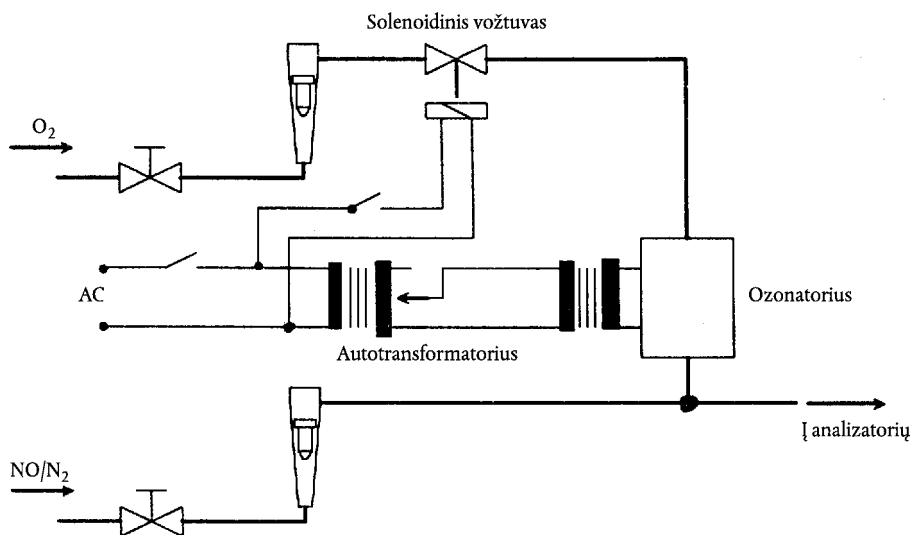 Solenoidinis vožtuvas
O₂
AC
Ozonatorius
Autotransformatorius
Į analizatorių
NO/N₂